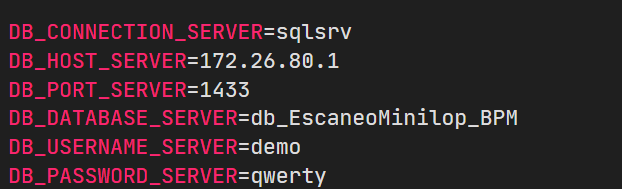 DB_CONNECTION_SERVER=sqlsrv
DB_HOST_SERVER=172.26.80.1
DB_PORT_SERVER=1433
DB_DATABASE_SERVER=db_EscaneoMinilop_BPM
DB_USERNAME_SERVER=demo
DB_PASSWORD_SERVER=qwerty